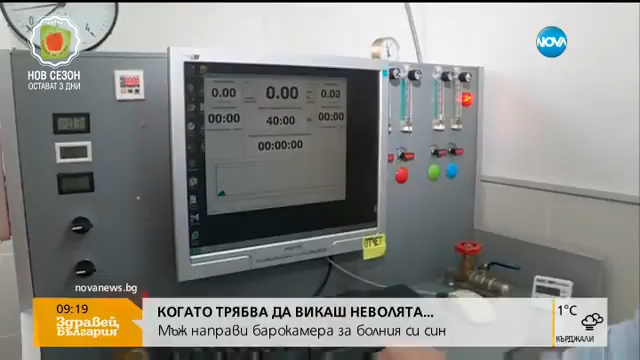 НОВ СЕЗОН
ОСТАВАТ 3 ДНИ
NOVA
0.00 0.00 0.00
00:00 40:00 00:00
00:00:00
ОТЧЕТ
novanews.bg
09:19
Здравей,
България
КОГАТО ТРЯБВА ДА ВИКАШ НЕВОЛЯТА...
Мъж направи барокамера за болния си син
1°C
КЪРДЖАЛИ